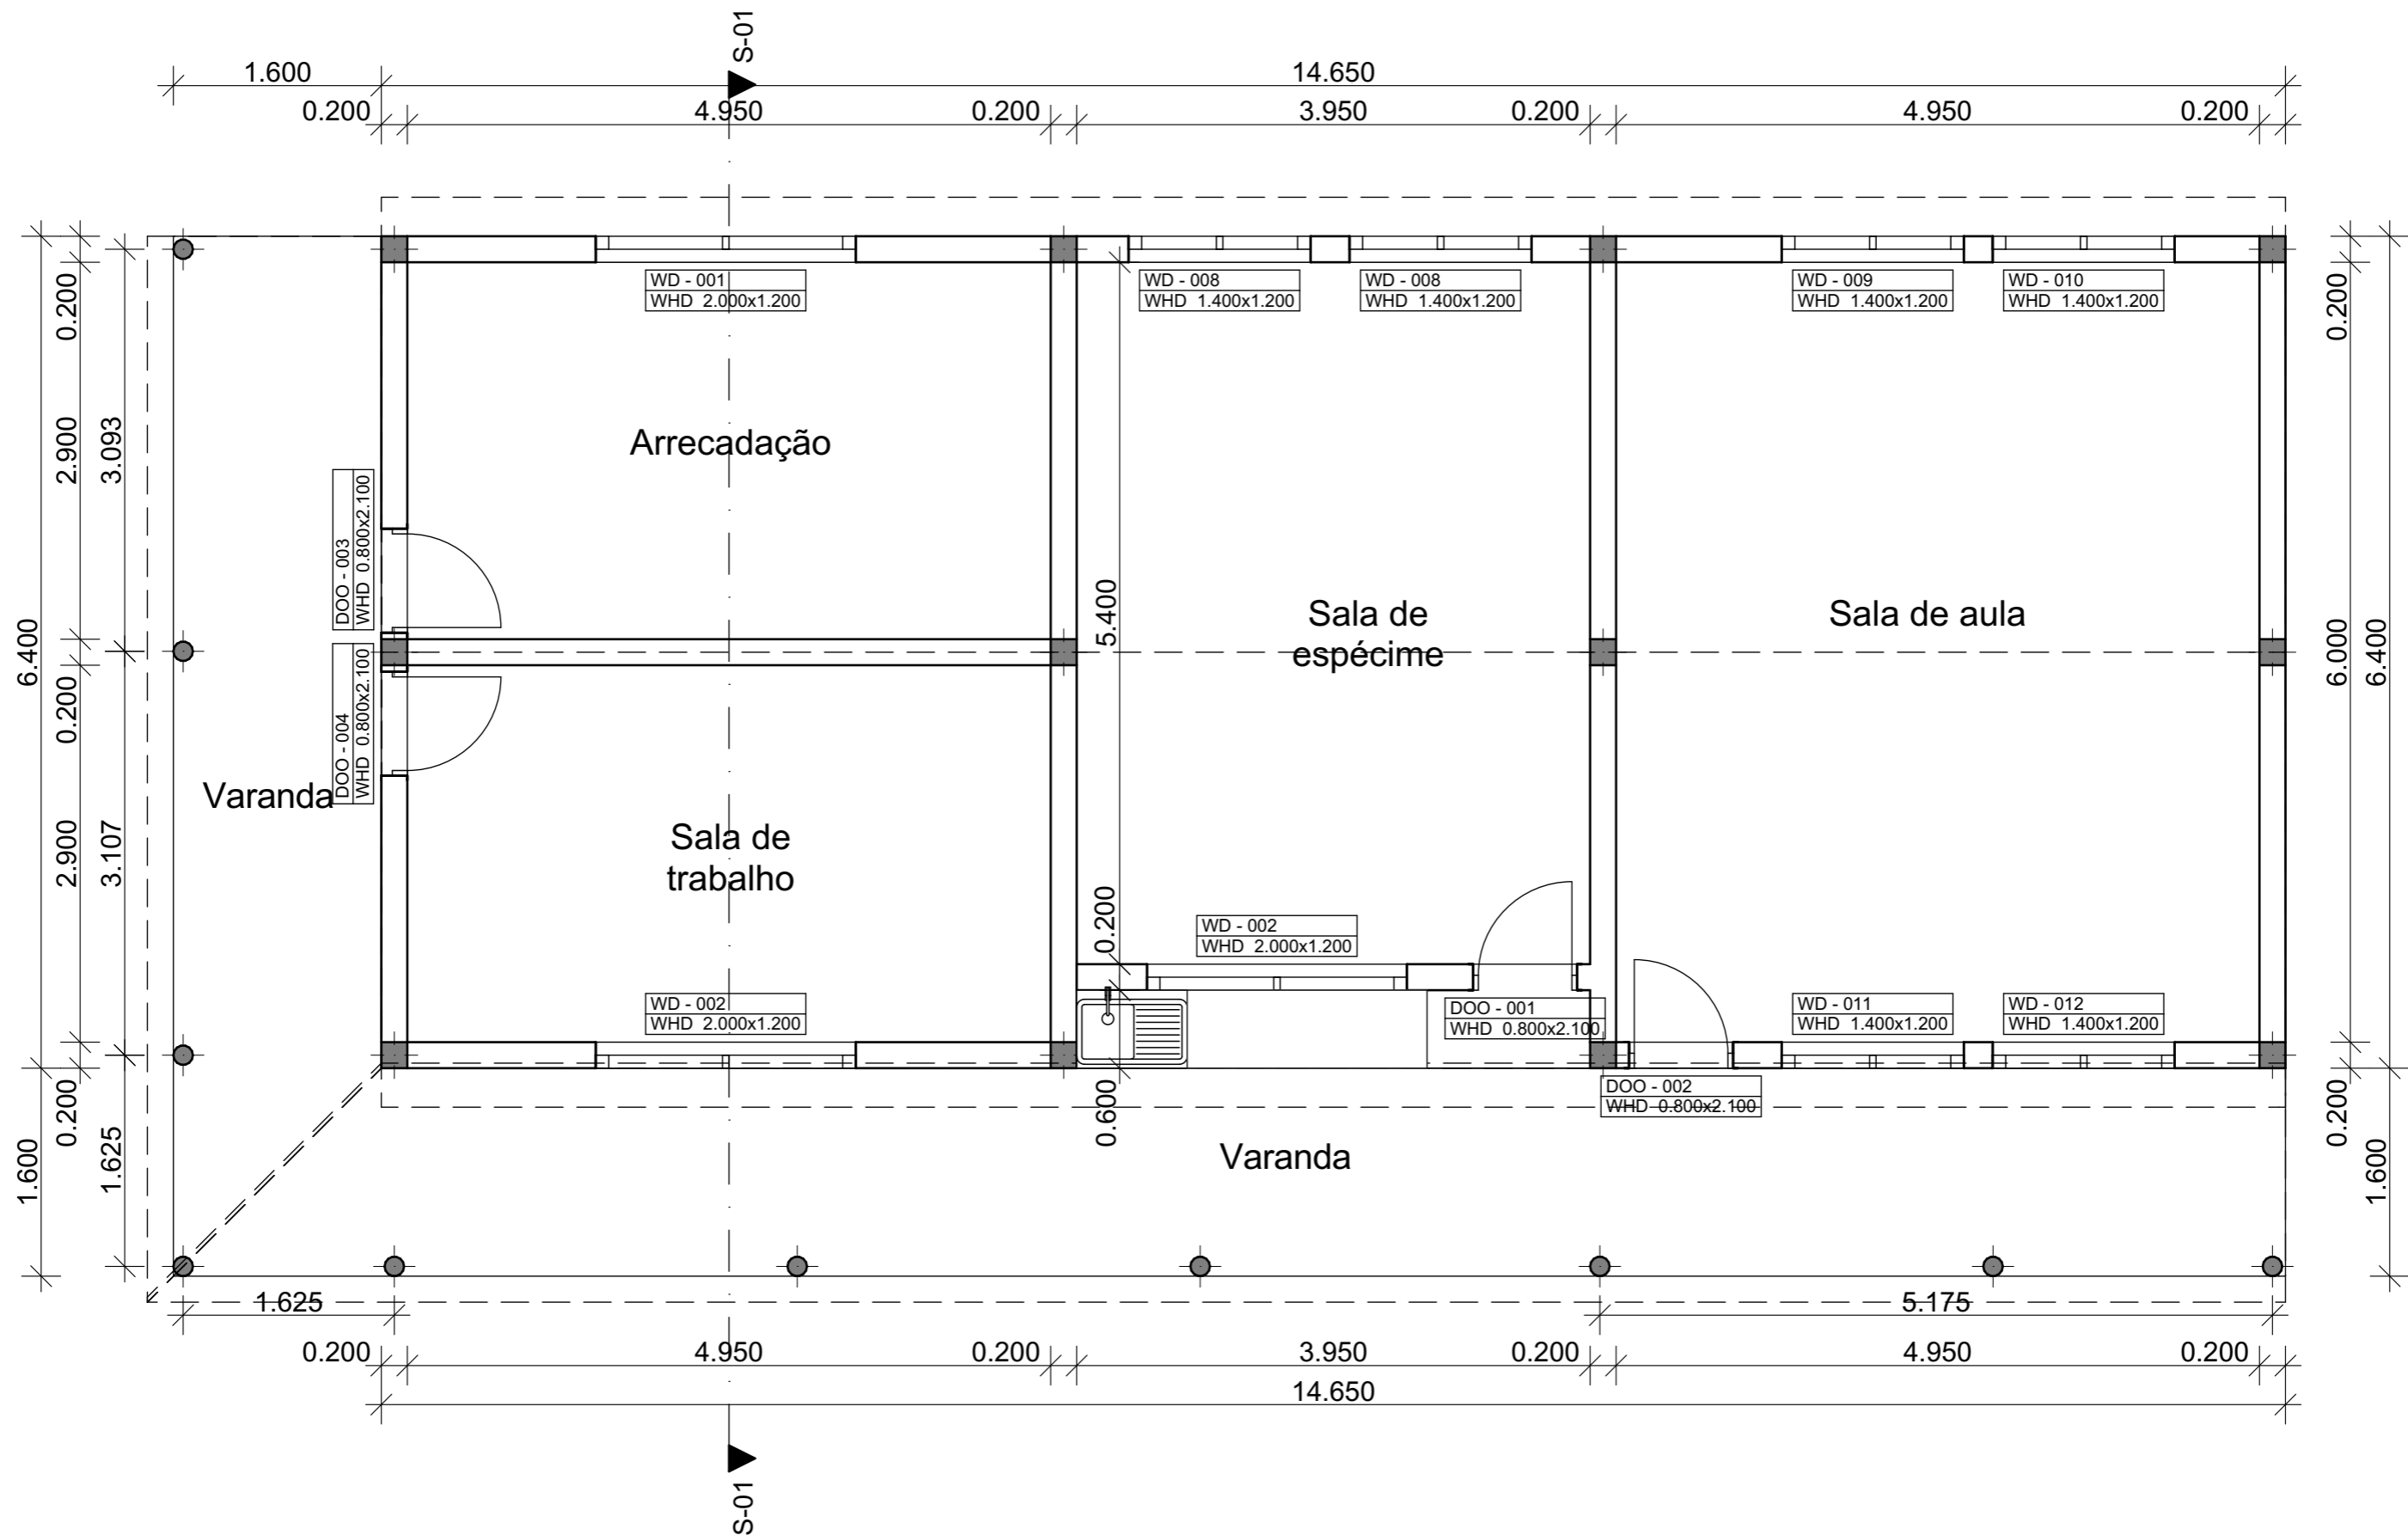 S-01
1.600
14.650
0.200
4.950
0.200
3.950
0.200
4.950
0.200
WD - 001
WHD 2.000x1.200
WD - 008
WHD 1.400x1.200
WD - 008
WHD 1.400x1.200
WD - 009
WHD 1.400x1.200
WD - 010
WHD 1.400x1.200
6.400
0.200
2.900
3.093
0.200
2.900
3.107
0.200
1.600
1.625
Arrecadação
DOO - 003
WHD 0.800x2.100
DOO - 004
WHD 0.800x2.100
Varanda
Sala de
trabalho
5.400
0.200
0.600
Sala de
espécime
Sala de aula
0.200
6.000
6.400
0.200
1.600
WD - 002
WHD 2.000x1.200
WD - 002
WHD 2.000x1.200
DOO - 001
WHD 0.800x2.100
WD - 011
WHD 1.400x1.200
WD - 012
WHD 1.400x1.200
DOO - 002
WHD 0.800x2.100
Varanda
1.625
5.175
0.200
4.950
0.200
3.950
0.200
4.950
0.200
14.650
S-01